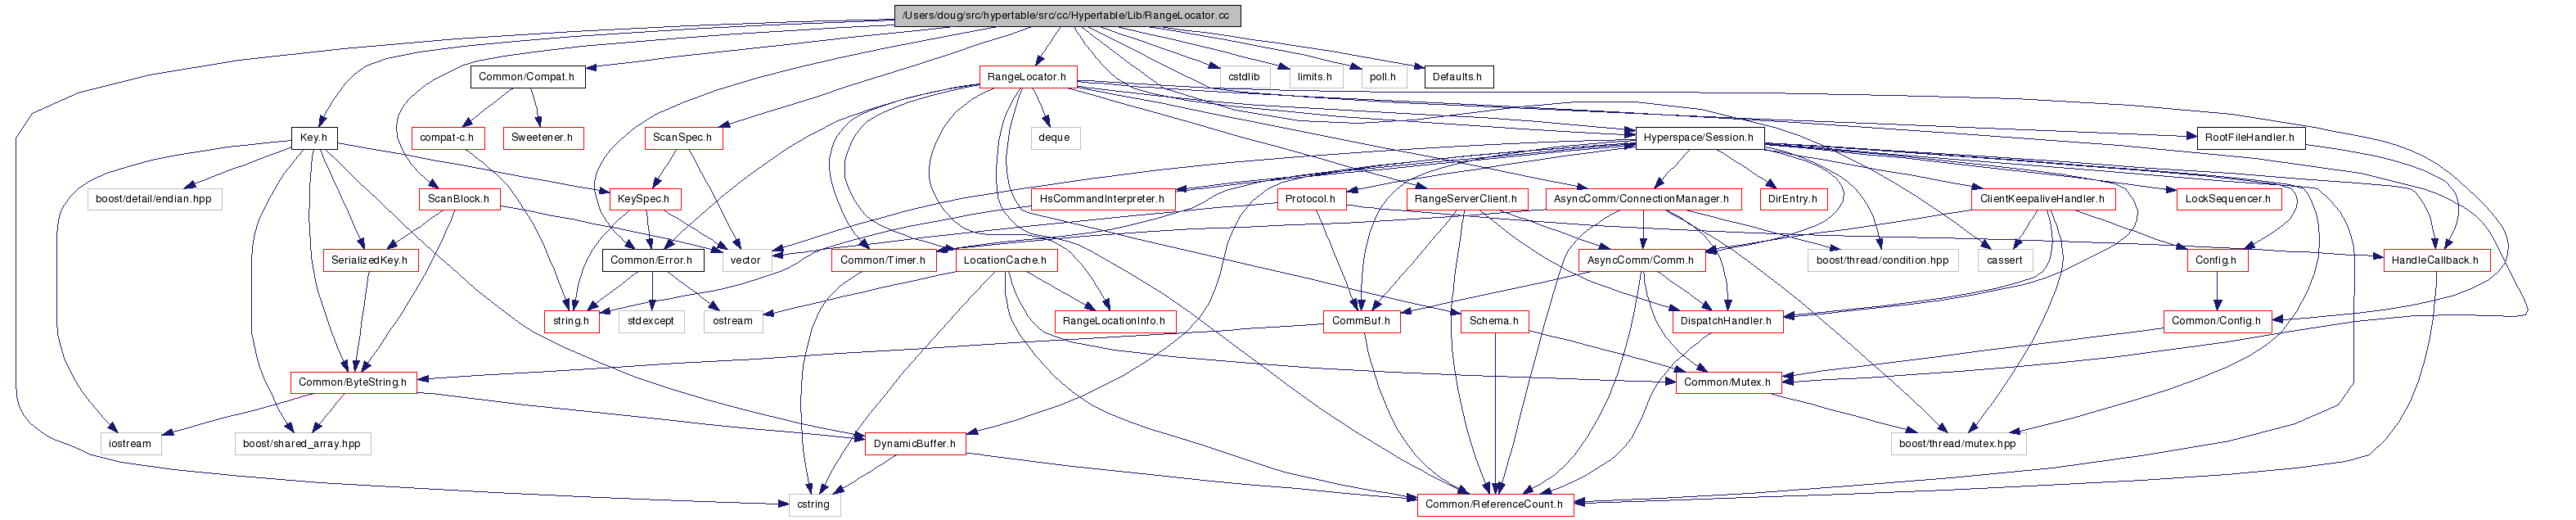 /Users/doug/src/hypertable/src/cc/Hypertable/Lib/RangeLocator.cc
Common/Compat.h
RangeLocator.h
cstdlib
limits.h
poll.h
Defaults.h
Key.h
compat-c.h
Sweetener.h
ScanSpec.h
deque
Hyperspace/Session.h
RootFileHandler.h
boost/detail/endian.hpp
ScanBlock.h
KeySpec.h
HsCommandInterpreter.h
Protocol.h
RangeServerClient.h
AsyncComm/ConnectionManager.h
DirEntry.h
ClientKeepaliveHandler.h
LockSequencer.h
SerializedKey.h
Common/Error.h
vector
Common/Timer.h
LocationCache.h
AsyncComm/Comm.h
boost/thread/condition.hpp
cassert
Config.h
HandleCallback.h
string.h
stdexcept
ostream
RangeLocationInfo.h
CommBuf.h
Schema.h
DispatchHandler.h
Common/Config.h
Common/ByteString.h
Common/Mutex.h
iostream
boost/shared_array.hpp
DynamicBuffer.h
boost/thread/mutex.hpp
cstring
Common/ReferenceCount.h